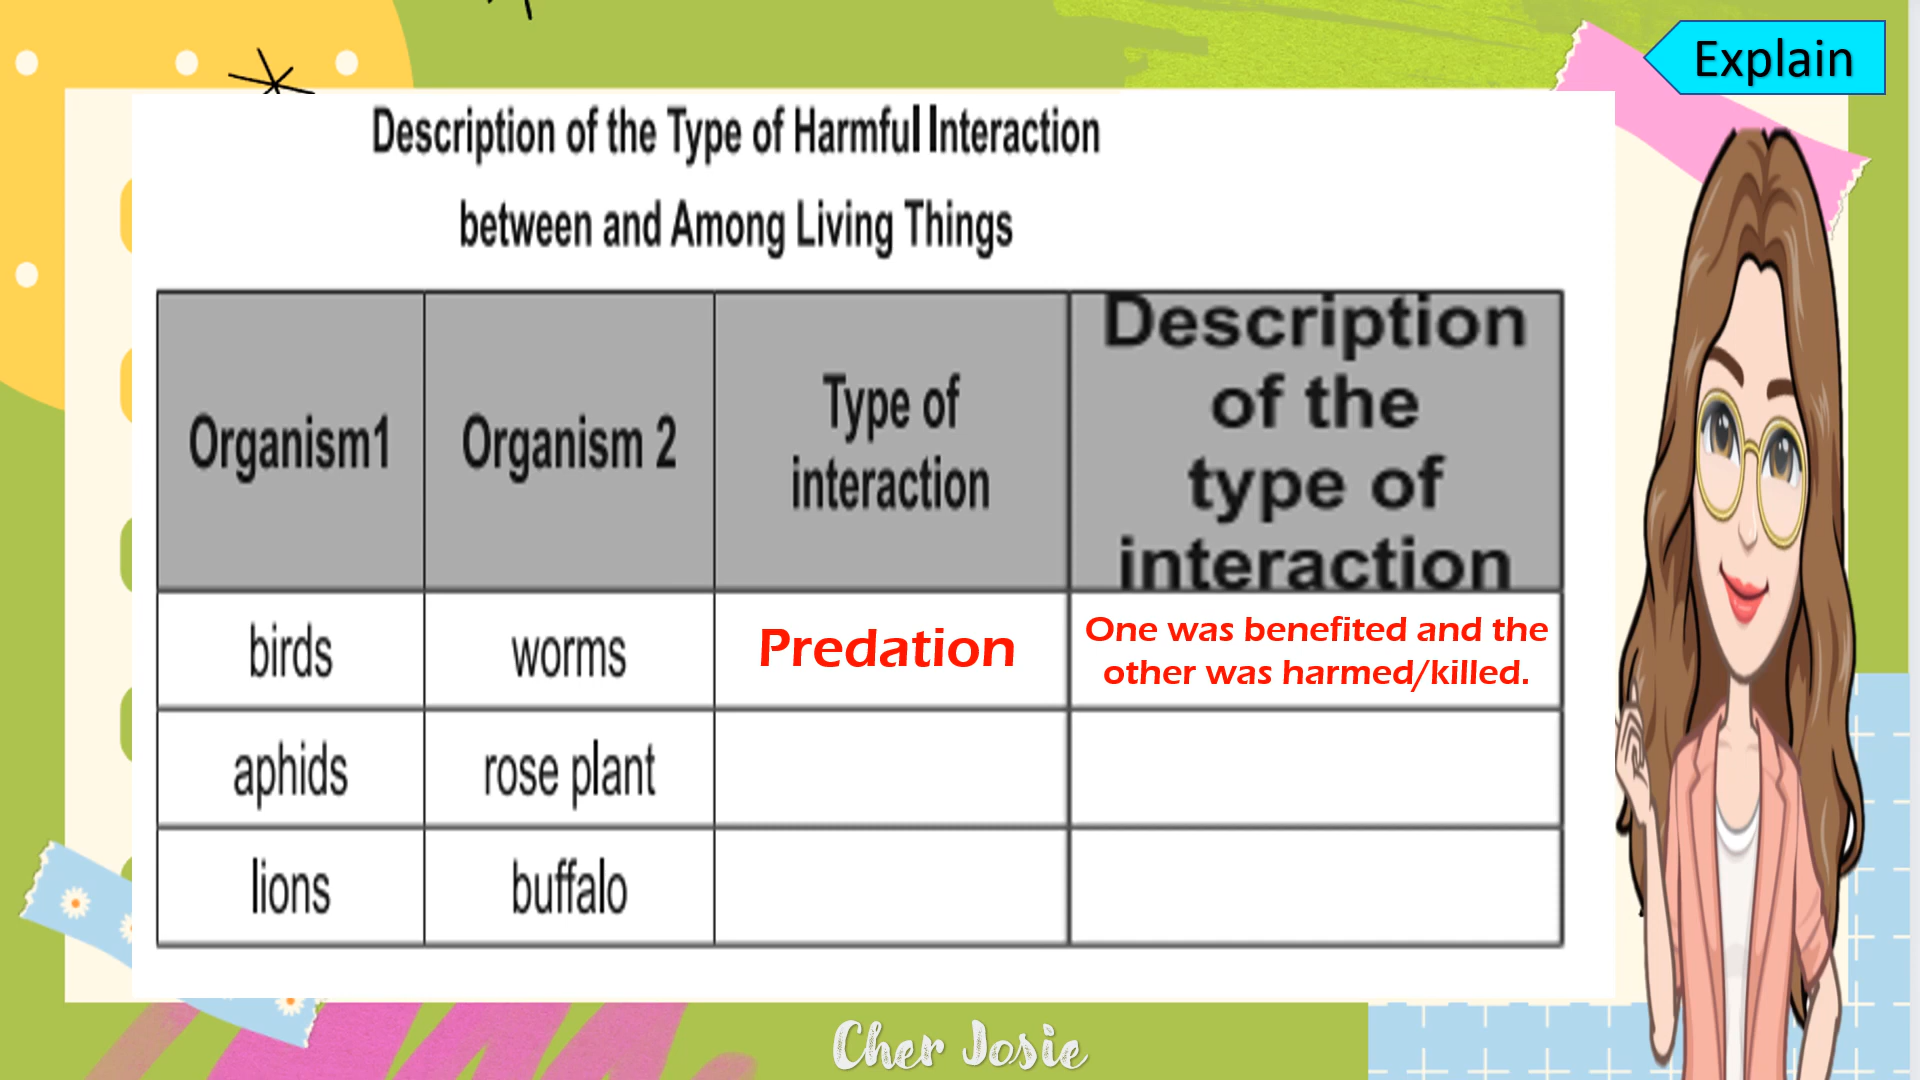 Explain
Description of the Type of Harmful Interaction
between and Among Living Things
Organism1
Organism 2
Type of
interaction
Description
of the
type of
interaction
birds
worms
Predation
One was benefited and the
other was harmed/killed.
aphids
rose plant
lions
buffalo
Cher Josie